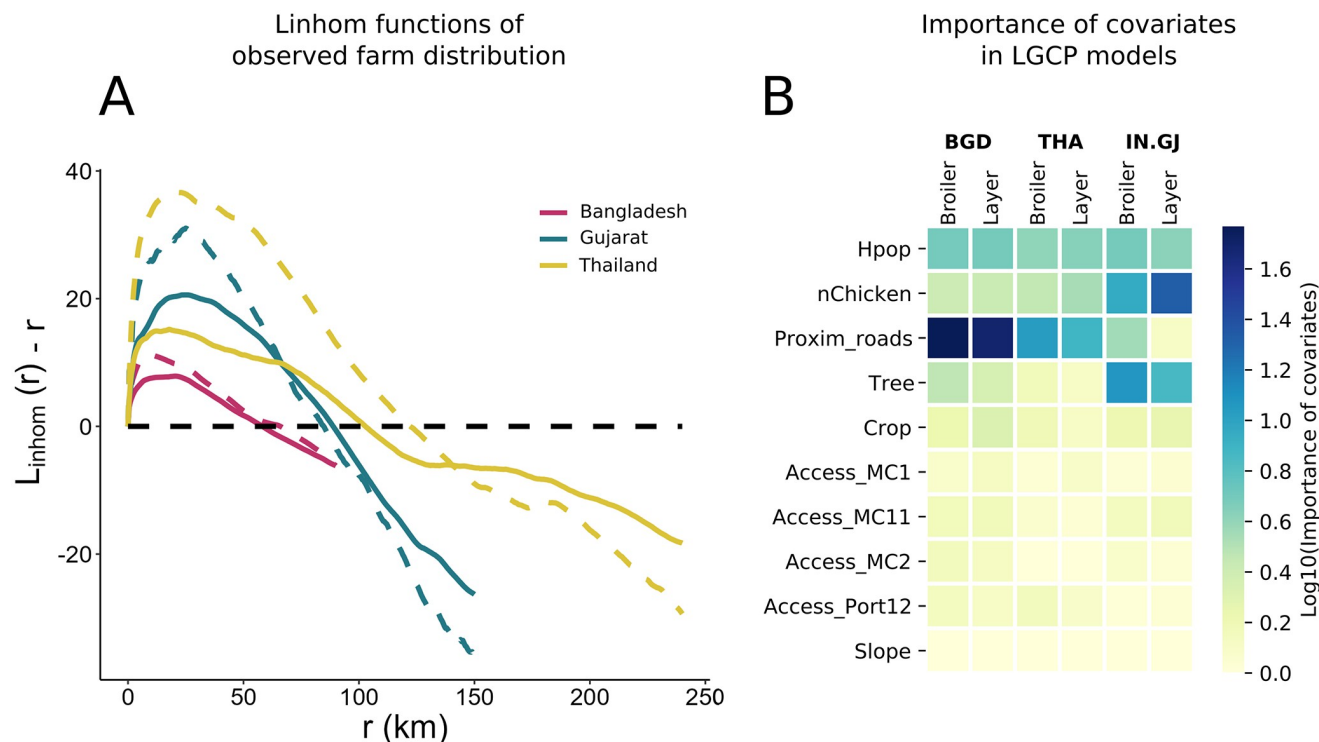 Linhom functions of
observed farm distribution
A
40
20
0
-20
0
50
100
150
200
250
L_inhom (r) - r
r (km)
Bangladesh
Gujarat
Thailand
Importance of covariates
in LGCP models
B
BGD THA IN.GJ
Broiler Layer Broiler Layer Broiler Layer
Hpop
nChicken
Proxim_roads
Tree
Crop
Access_MC1
Access_MC11
Access_MC2
Access_Port12
Slope
1.6
1.4
1.2
1.0
0.8
0.6
0.4
0.2
0.0
Log10(Importance of covariates)